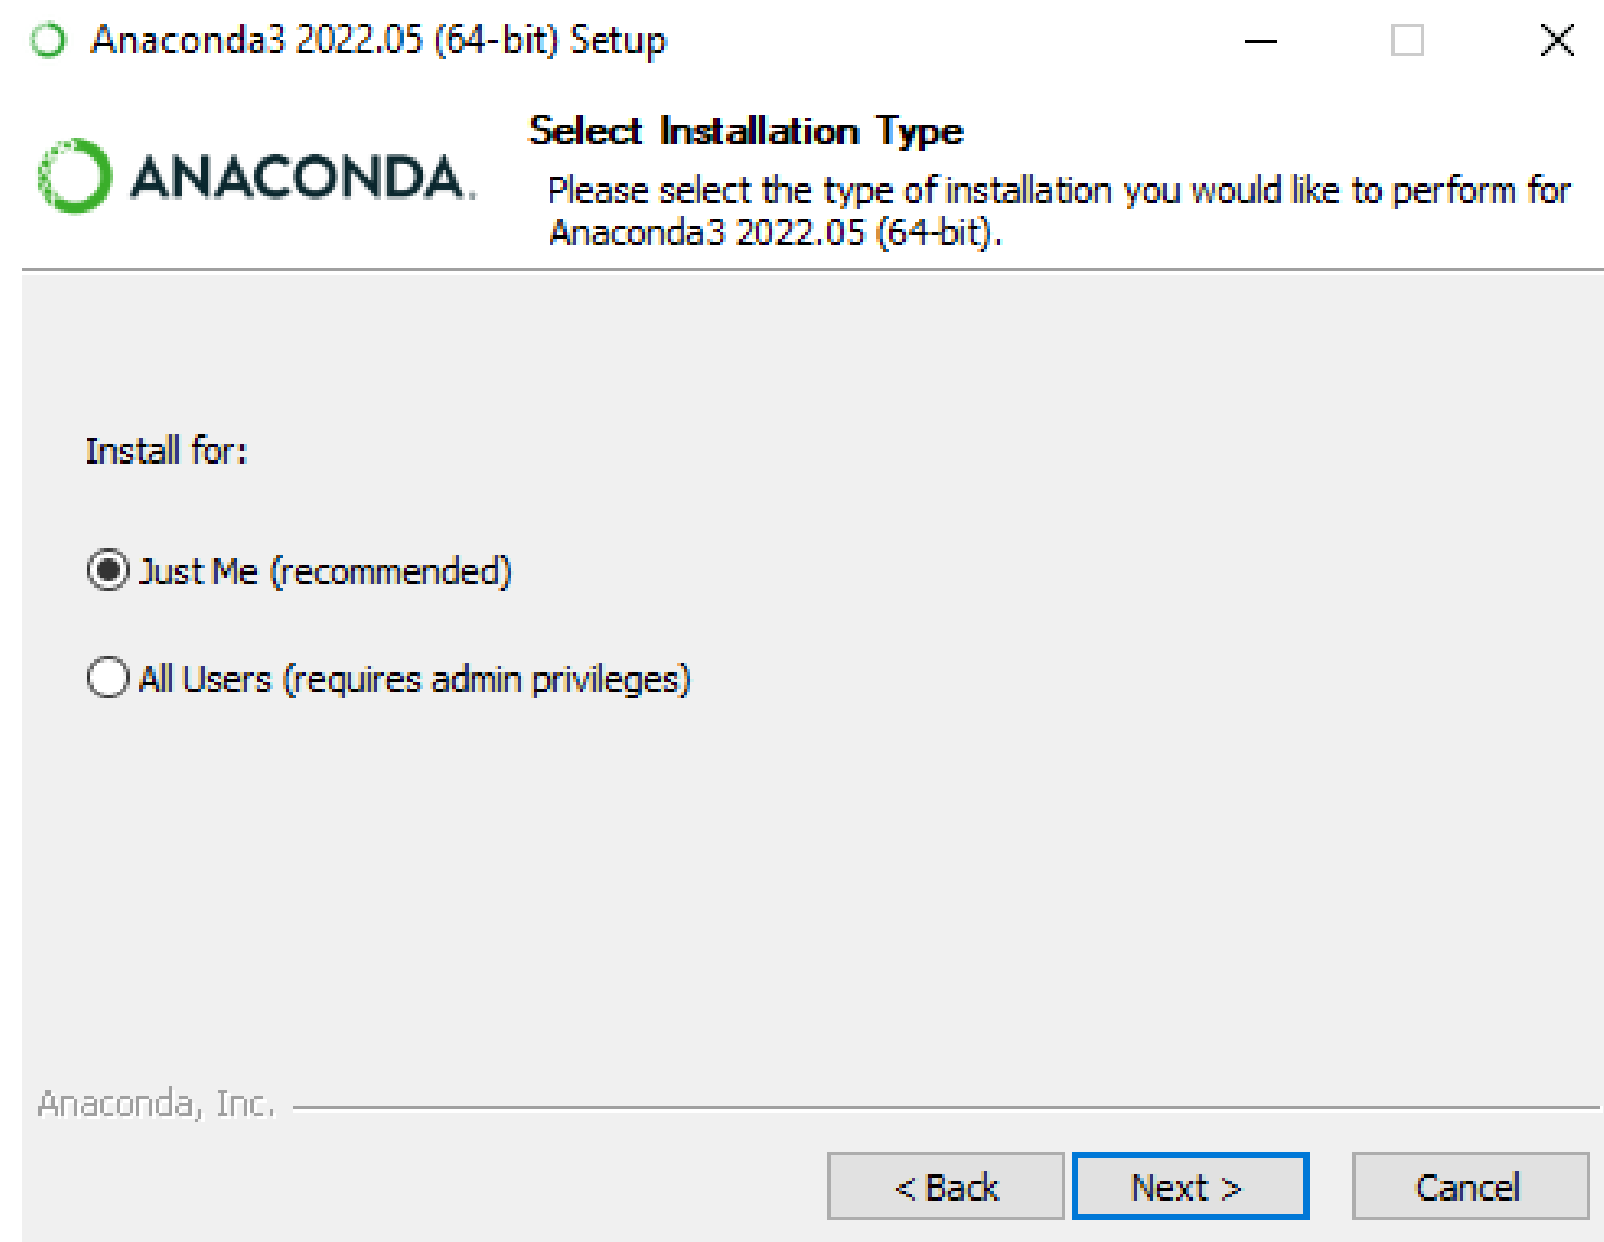 Anaconda3 2022.05 (64-bit) Setup
ANACONDA.
Select Installation Type
Please select the type of installation you would like to perform for
Anaconda3 2022.05 (64-bit).
Install for:
Just Me (recommended)
All Users (requires admin privileges)
Anaconda, Inc.
< Back
Next >
Cancel